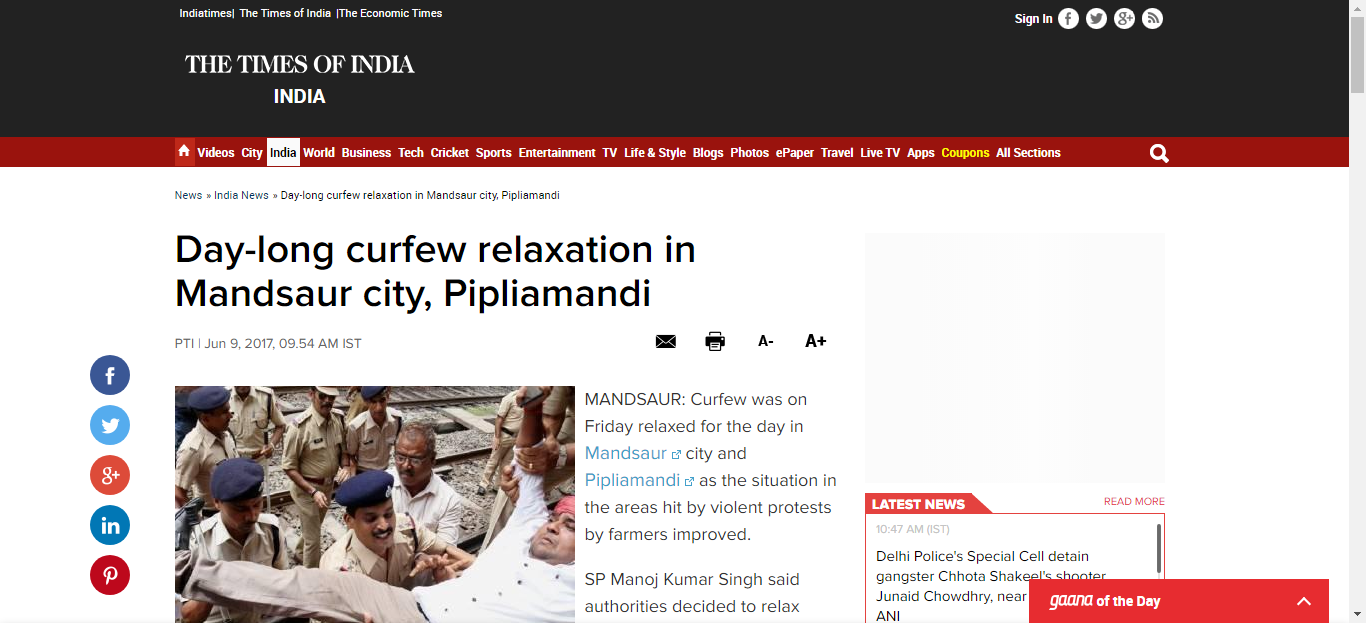 Indiatimes| The Times of India |The Economic Times
Sign In
THE TIMES OF INDIA
INDIA
Videos City India World Business Tech Cricket Sports Entertainment TV Life & Style Blogs Photos ePaper Travel Live TV Apps Coupons All Sections
News » India News » Day-long curfew relaxation in Mandsaur city, Pipliamandi
Day-long curfew relaxation in
Mandsaur city, Pipliamandi
PTI | Jun 9, 2017, 09.54 AM IST
A- A+
MANDSAUR: Curfew was on
Friday relaxed for the day in
Mandsaur city and
Pipliamandi as the situation in
the areas hit by violent protests
by farmers improved.
SP Manoj Kumar Singh said
authorities decided to relax
LATEST NEWS
READ MORE
10:47 AM (IST)
Delhi Police's Special Cell detain
gangster Chhota Shakeel's shooter
Junaid Chowdhry, near
ANI
gaana of the Day